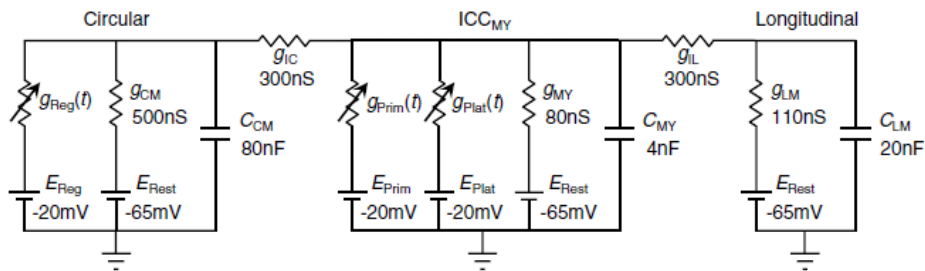 Circular
ICC_MY
Longitudinal
g_IC
300nS
g_IL
300nS
g_Reg(t)
g_CM
500nS
C_CM
80nF
g_Prim(t)
g_Plat(t)
g_MY
80nS
C_MY
4nF
g_LM
110nS
C_LM
20nF
E_Reg
-20mV
E_Rest
-65mV
E_Prim
-20mV
E_Plat
-20mV
E_Rest
-65mV
E_Rest
-65mV